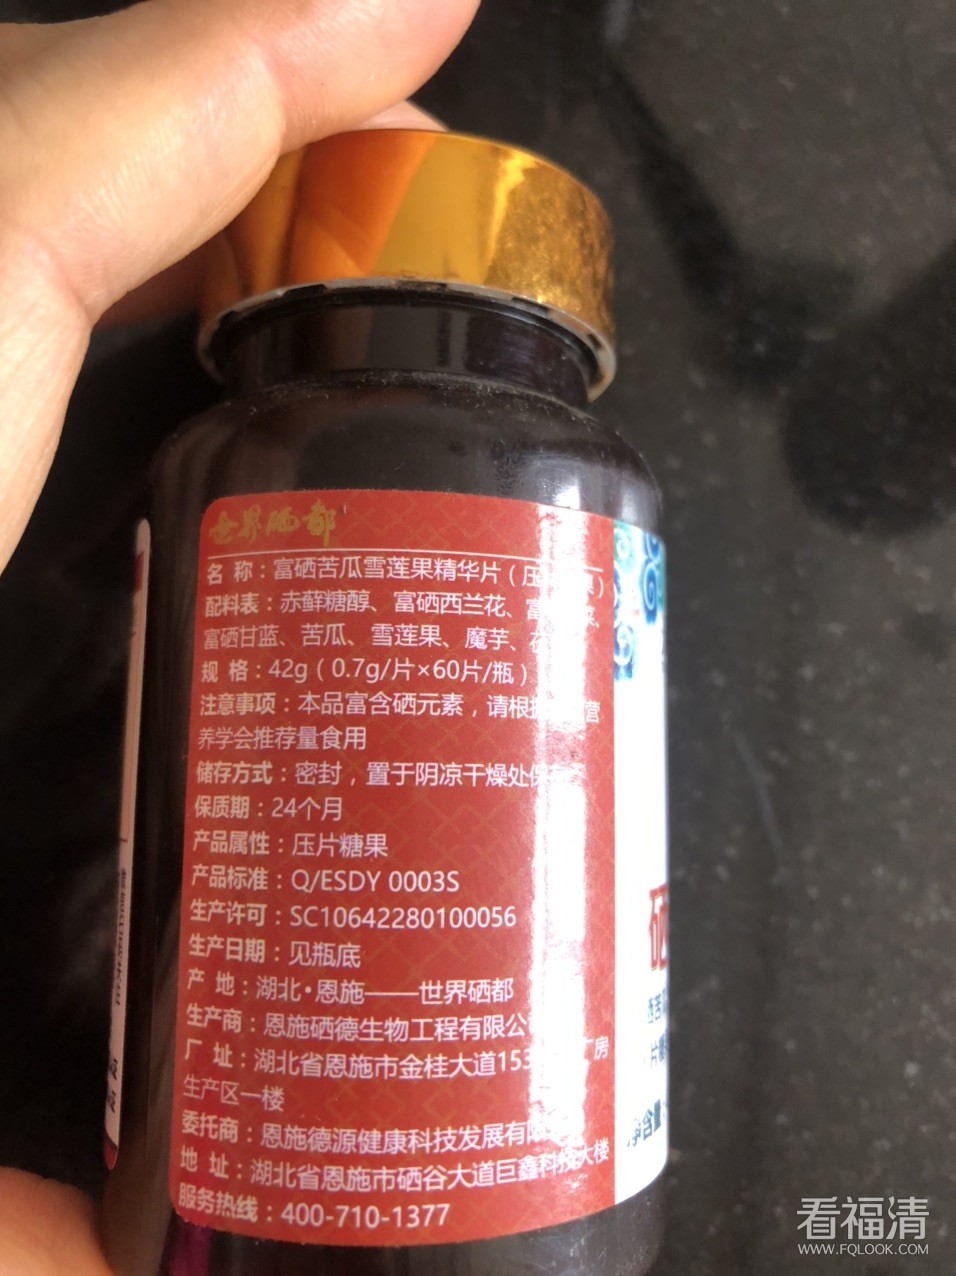 世界硒都
名 称：富硒苦瓜雪莲果精华片（压
配料表：赤藓糖醇、富硒西兰花、富 菜、
富硒甘蓝、苦瓜、雪莲果、魔芋、
规 格：42g（0.7g/片×60片/瓶）
注意事项：本品富含硒元素，请根据 营
养学会推荐量食用
储存方式：密封，置于阴凉干燥处保存
保质期：24个月
产品属性：压片糖果
产品标准：Q/ESDY 0003S
生产许可：SC10642280100056
生产日期：见瓶底
产 地：湖北•恩施——世界硒都
生产商：恩施硒德生物工程有限公司
厂 址：湖北省恩施市金桂大道153 厂房
生产区一楼
委托商：恩施德源健康科技发展有限
地 址：湖北省恩施市硒谷大道巨鑫科技大楼
服务热线：400-710-1377
硒
净含量
看福清
WWW.FQLOOK.COM